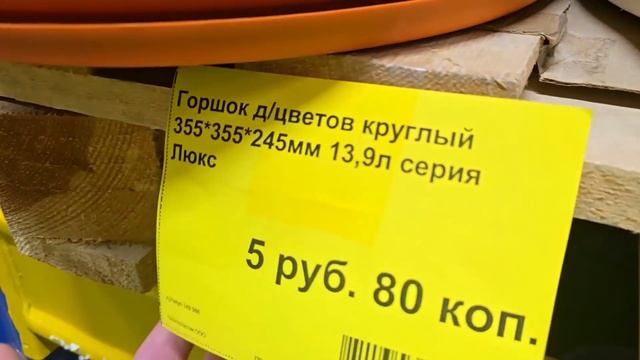 Горшок д/цветов круглый
355*355*245мм 13,9л серия
Люкс
5 руб. 80 коп.